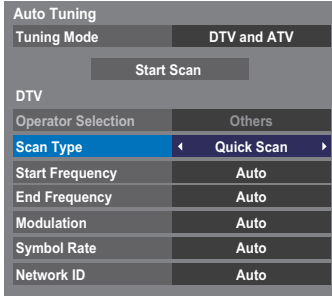 Auto Tuning
Tuning Mode DTV and ATV
Start Scan
DTV
Operator Selection Others
Scan Type Quick Scan
Start Frequency Auto
End Frequency Auto
Modulation Auto
Symbol Rate Auto
Network ID Auto